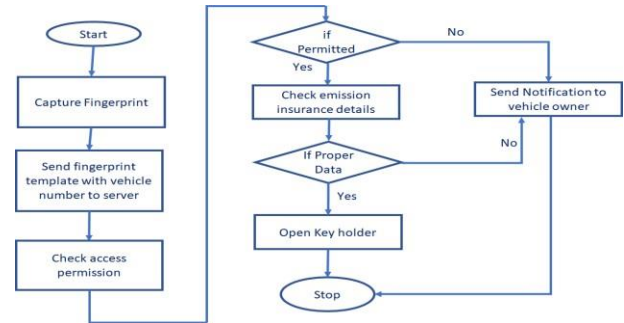 Start
Capture Fingerprint
Send fingerprint
template with vehicle
number to server
Check access
permission
if
Permitted
No
Yes
Check emission
insurance details
Send Notification to
vehicle owner
If Proper
Data
No
Yes
Open Key holder
Stop